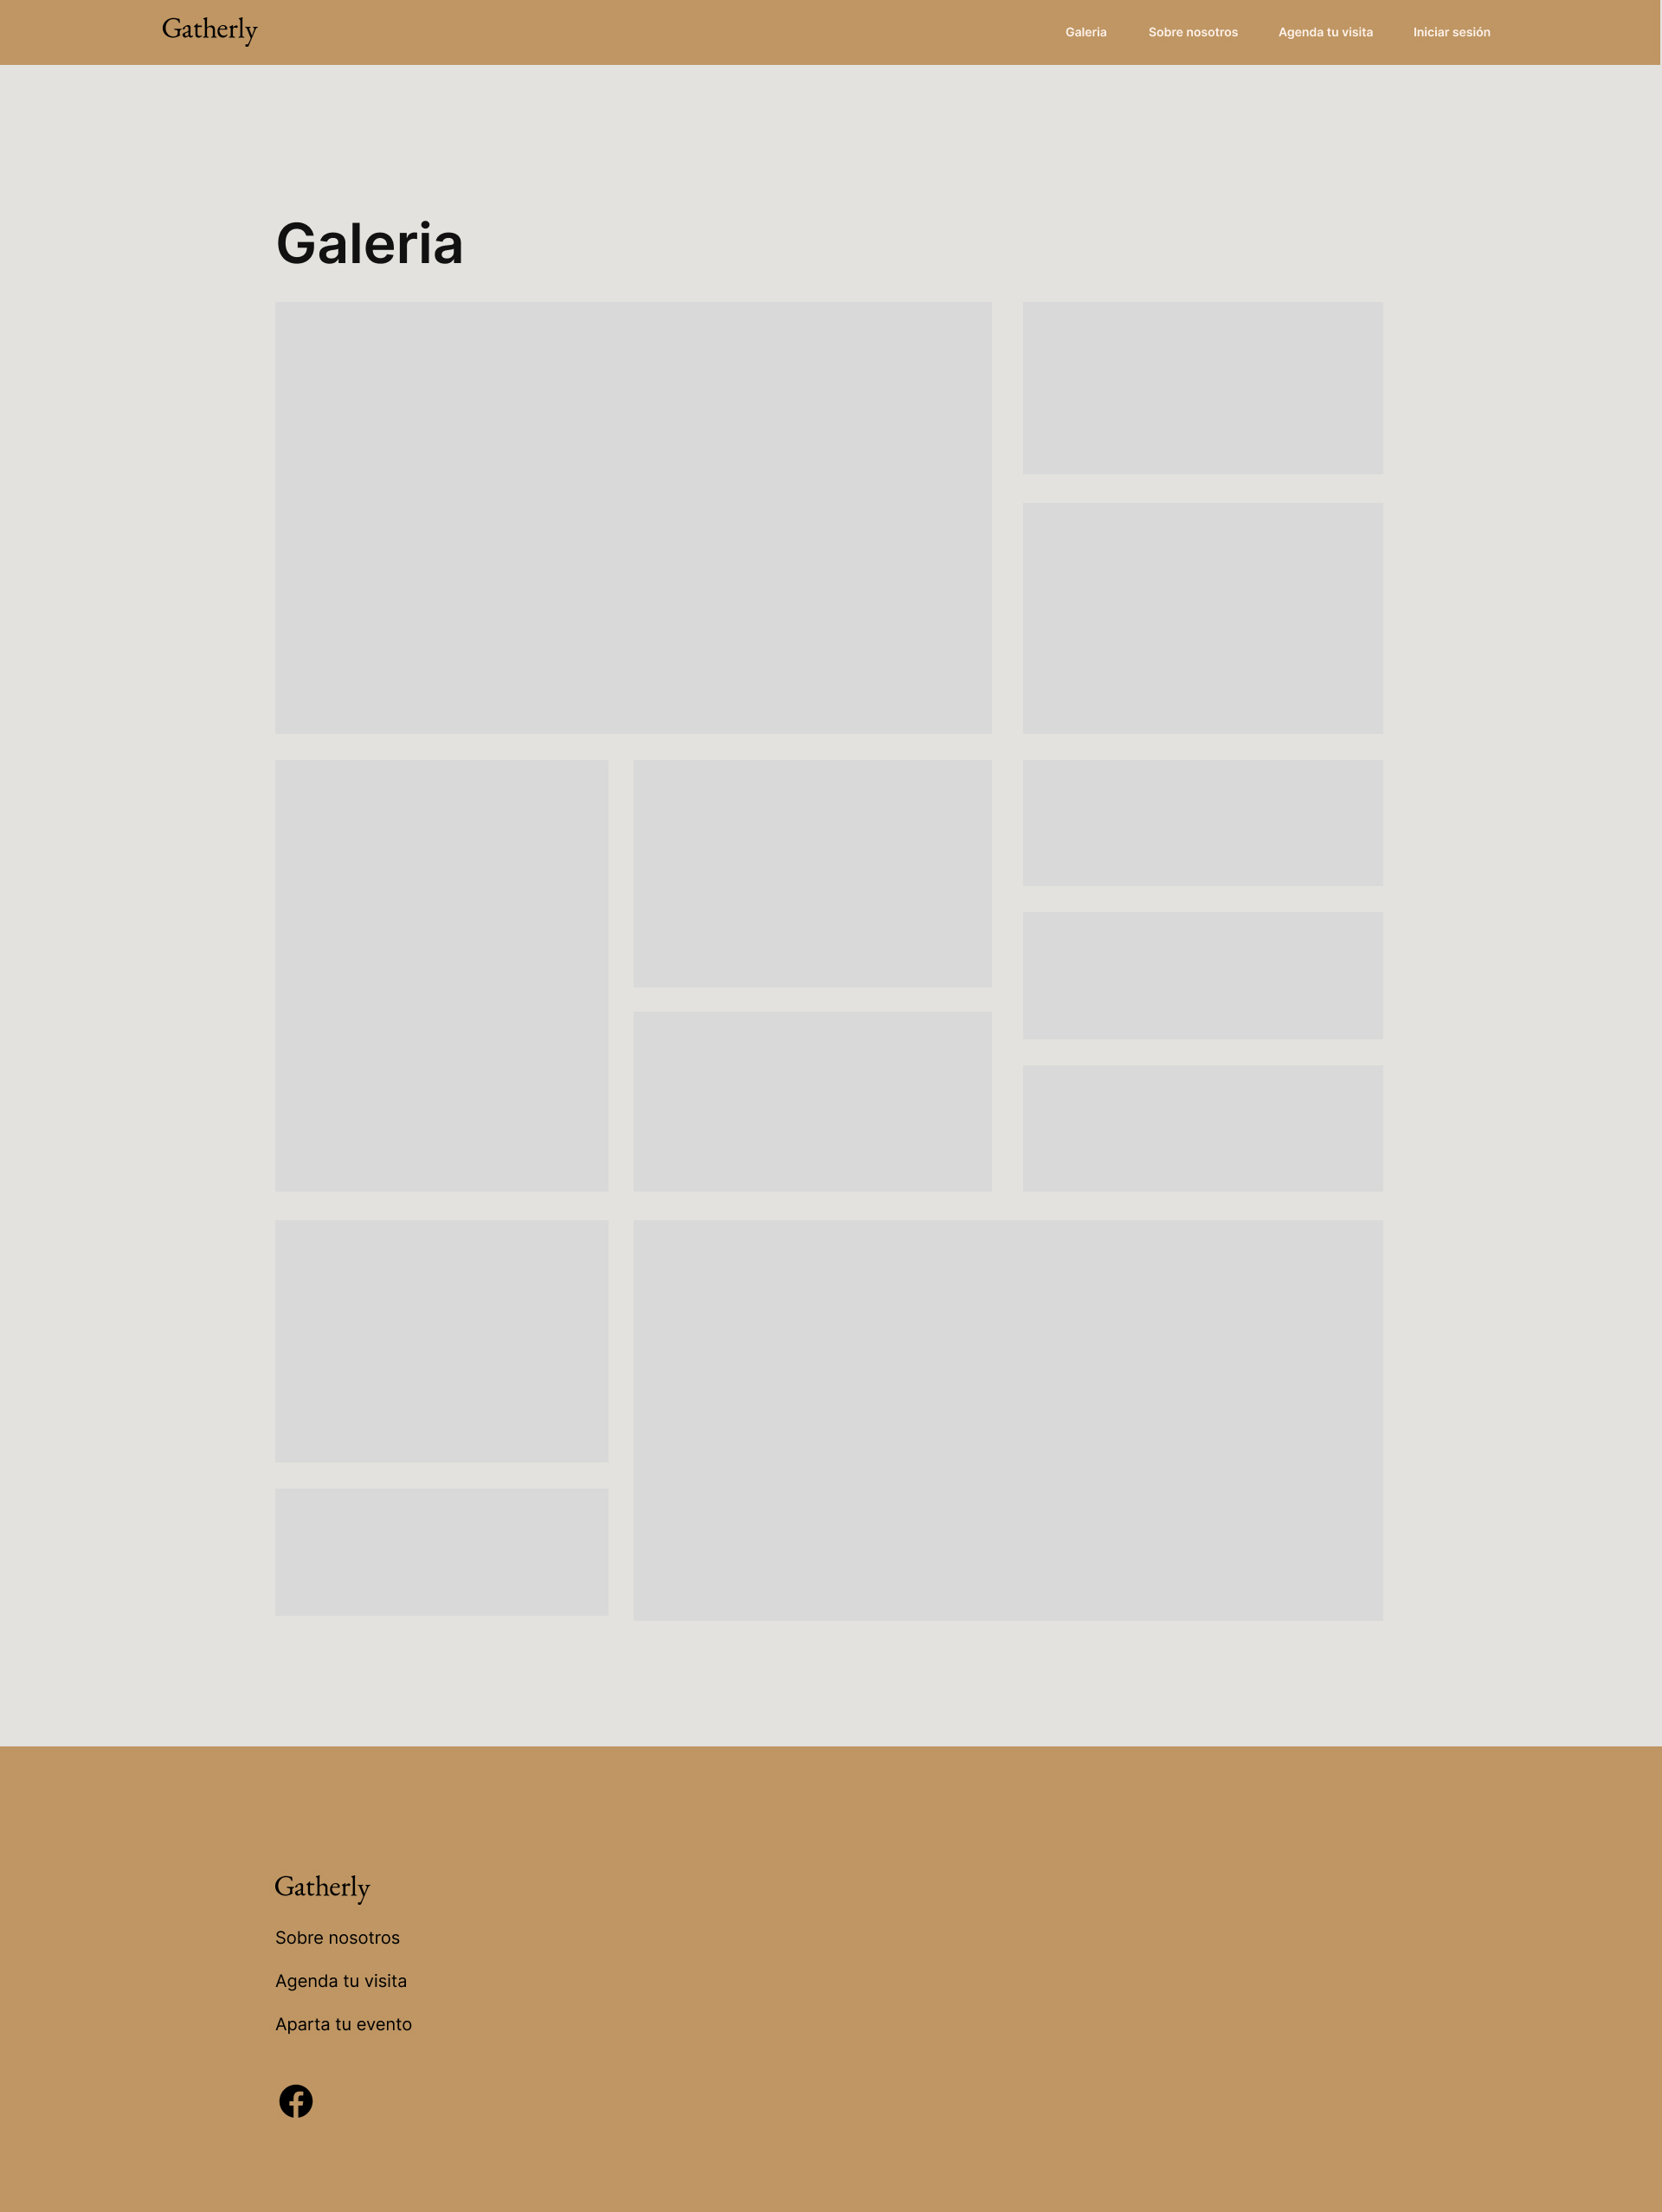 Gatherly
Galeria
Sobre nosotros
Agenda tu visita
Iniciar sesión
Galeria
Gatherly
Sobre nosotros
Agenda tu visita
Aparta tu evento